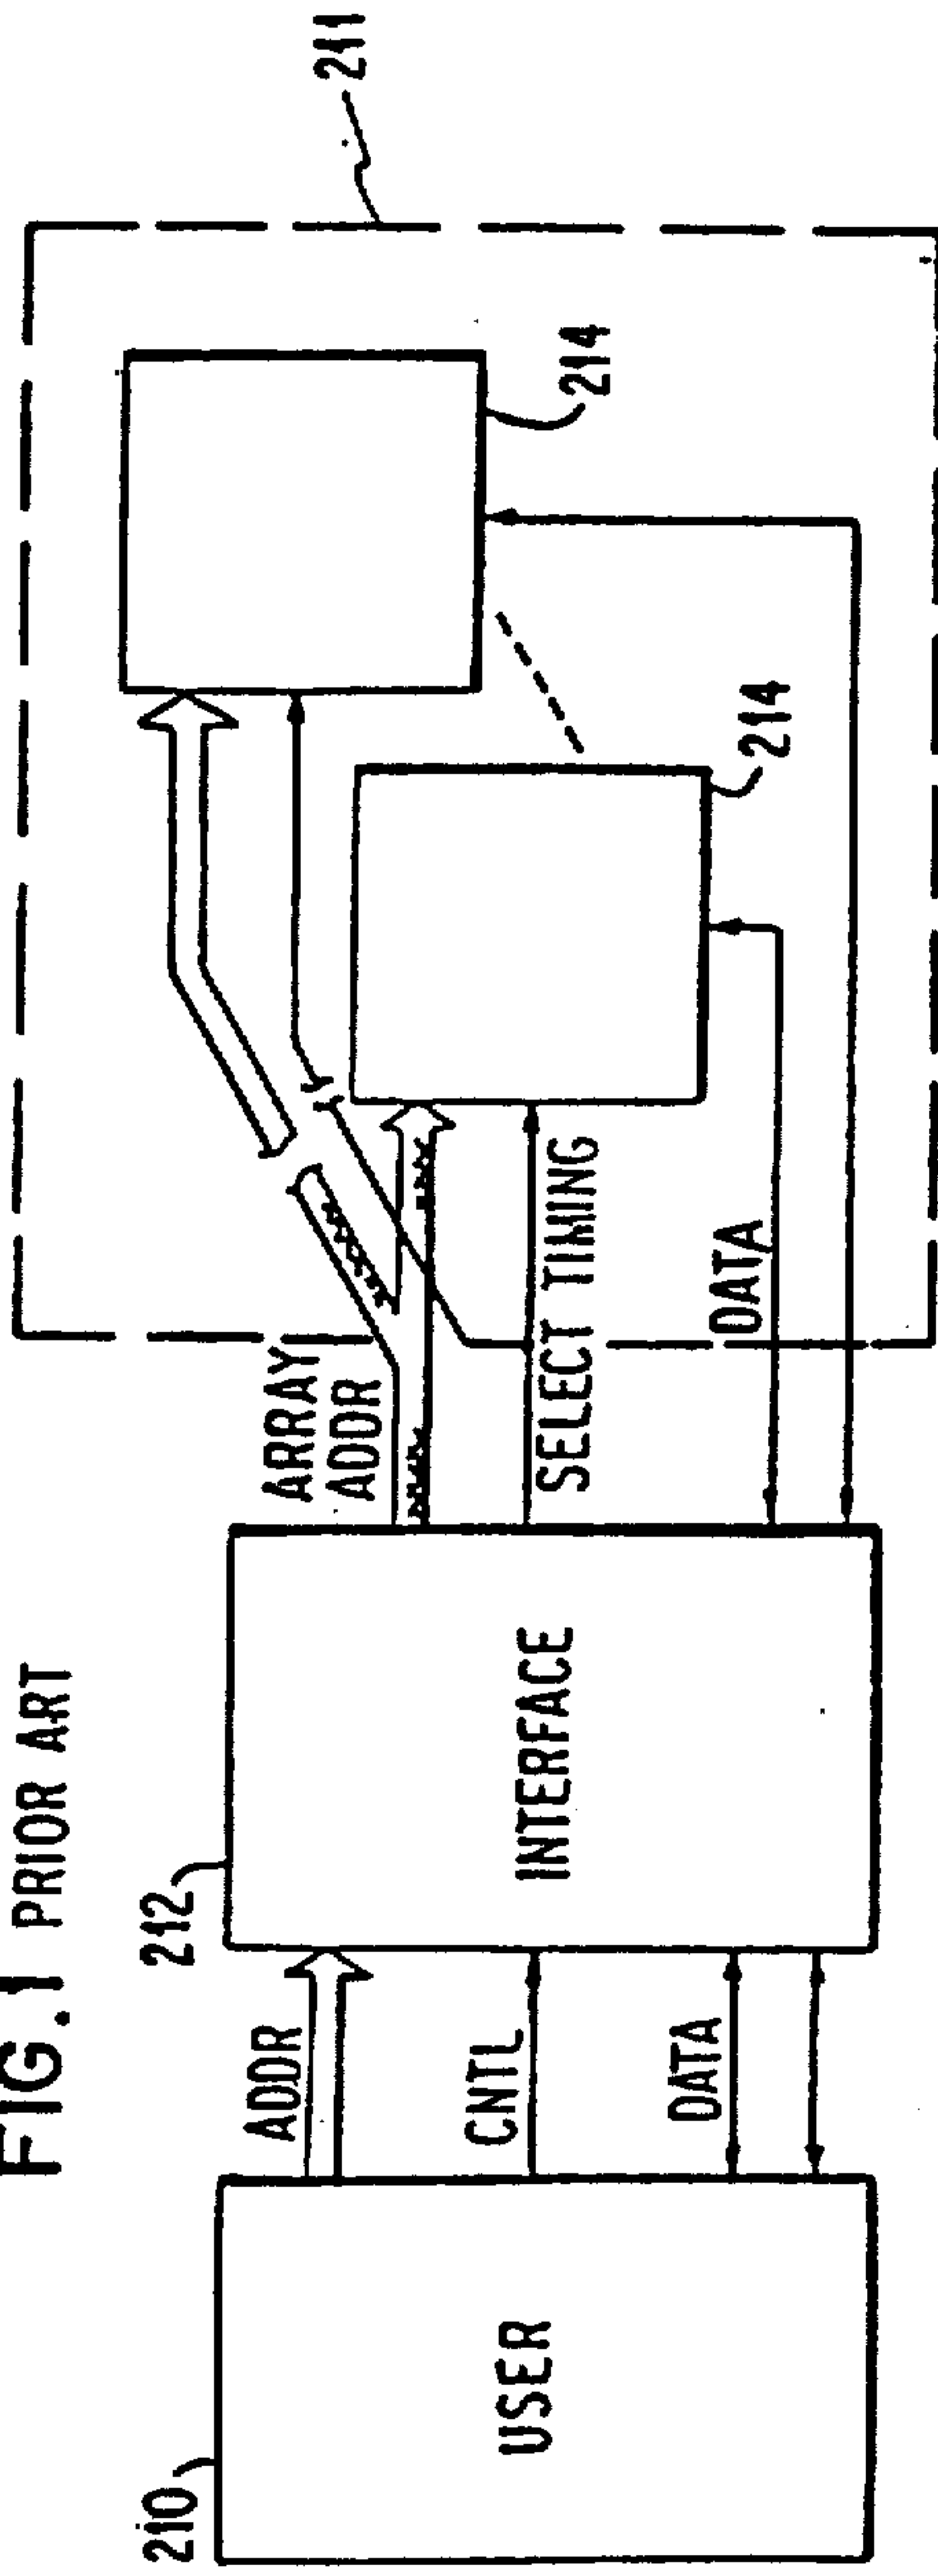 FIG.1 PRIOR ART
210
USER
ADDR
CNTL
DATA
212
INTERFACE
ARRAY
ADDR
SELECT TIMING
DATA
214
214
211